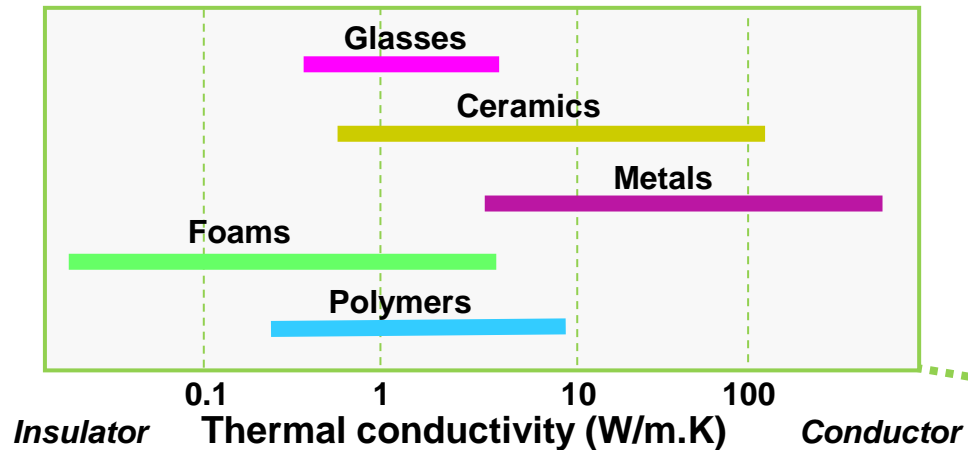 Glasses
Ceramics
Metals
Foams
Polymers
0.1 1 10 100
Insulator Thermal conductivity (W/m.K) Conductor